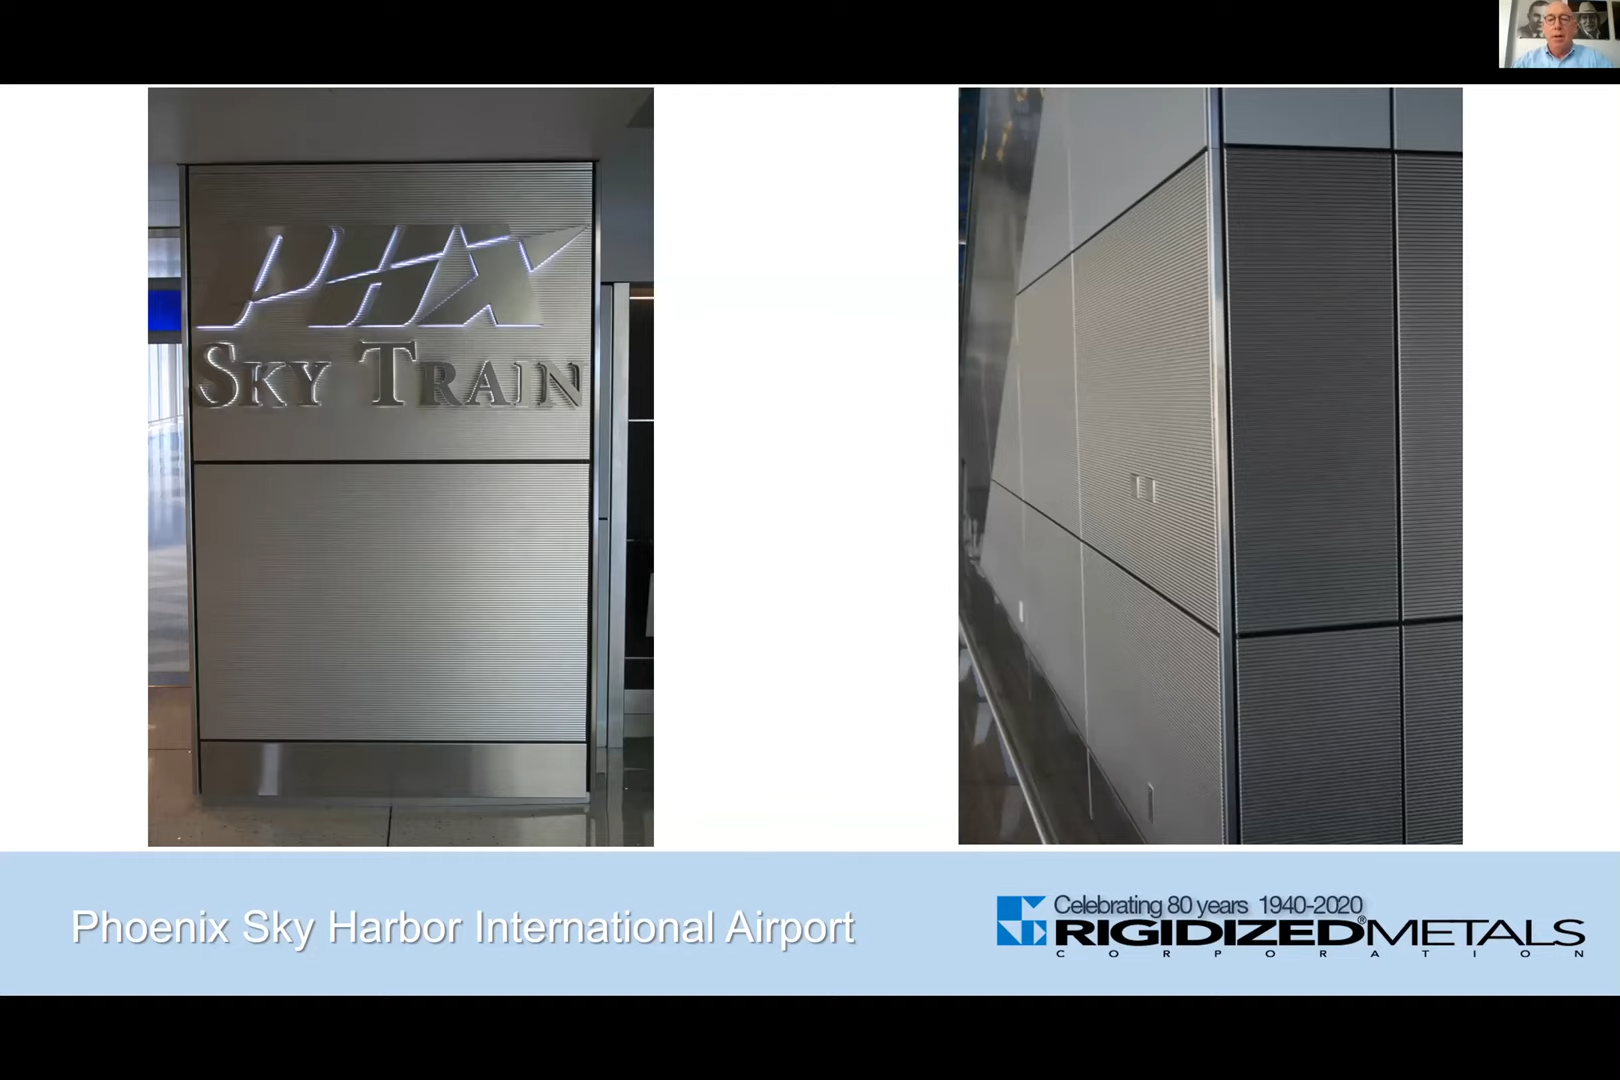 PHX
SKY TRAIN
Phoenix Sky Harbor International Airport
Celebrating 80 years 1940-2020
RIGIDIZED® METALS
CORPORATION